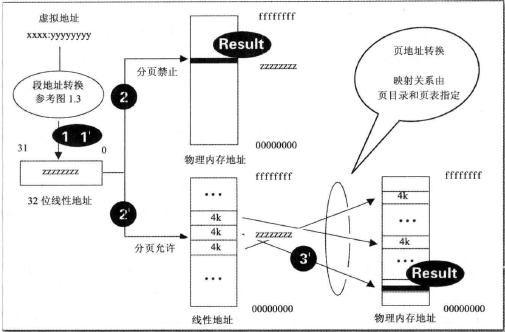 虚拟地址
xxxx:yyyyyyyy
段地址转换
参考图 1.3
1 1'
31
0
zzzzzzzz
32 位线性地址
2
分页禁止
2'
分页允许
ffffffff
Result
zzzzzzzz
00000000
物理内存地址
ffffffff
•••
4k
4k
4k
•••
zzzzzzzz
3'
00000000
线性地址
页地址转换
映射关系由
页目录和页表指定
ffffffff
•••
4k
•••
4k
•••
Result
00000000
物理内存地址